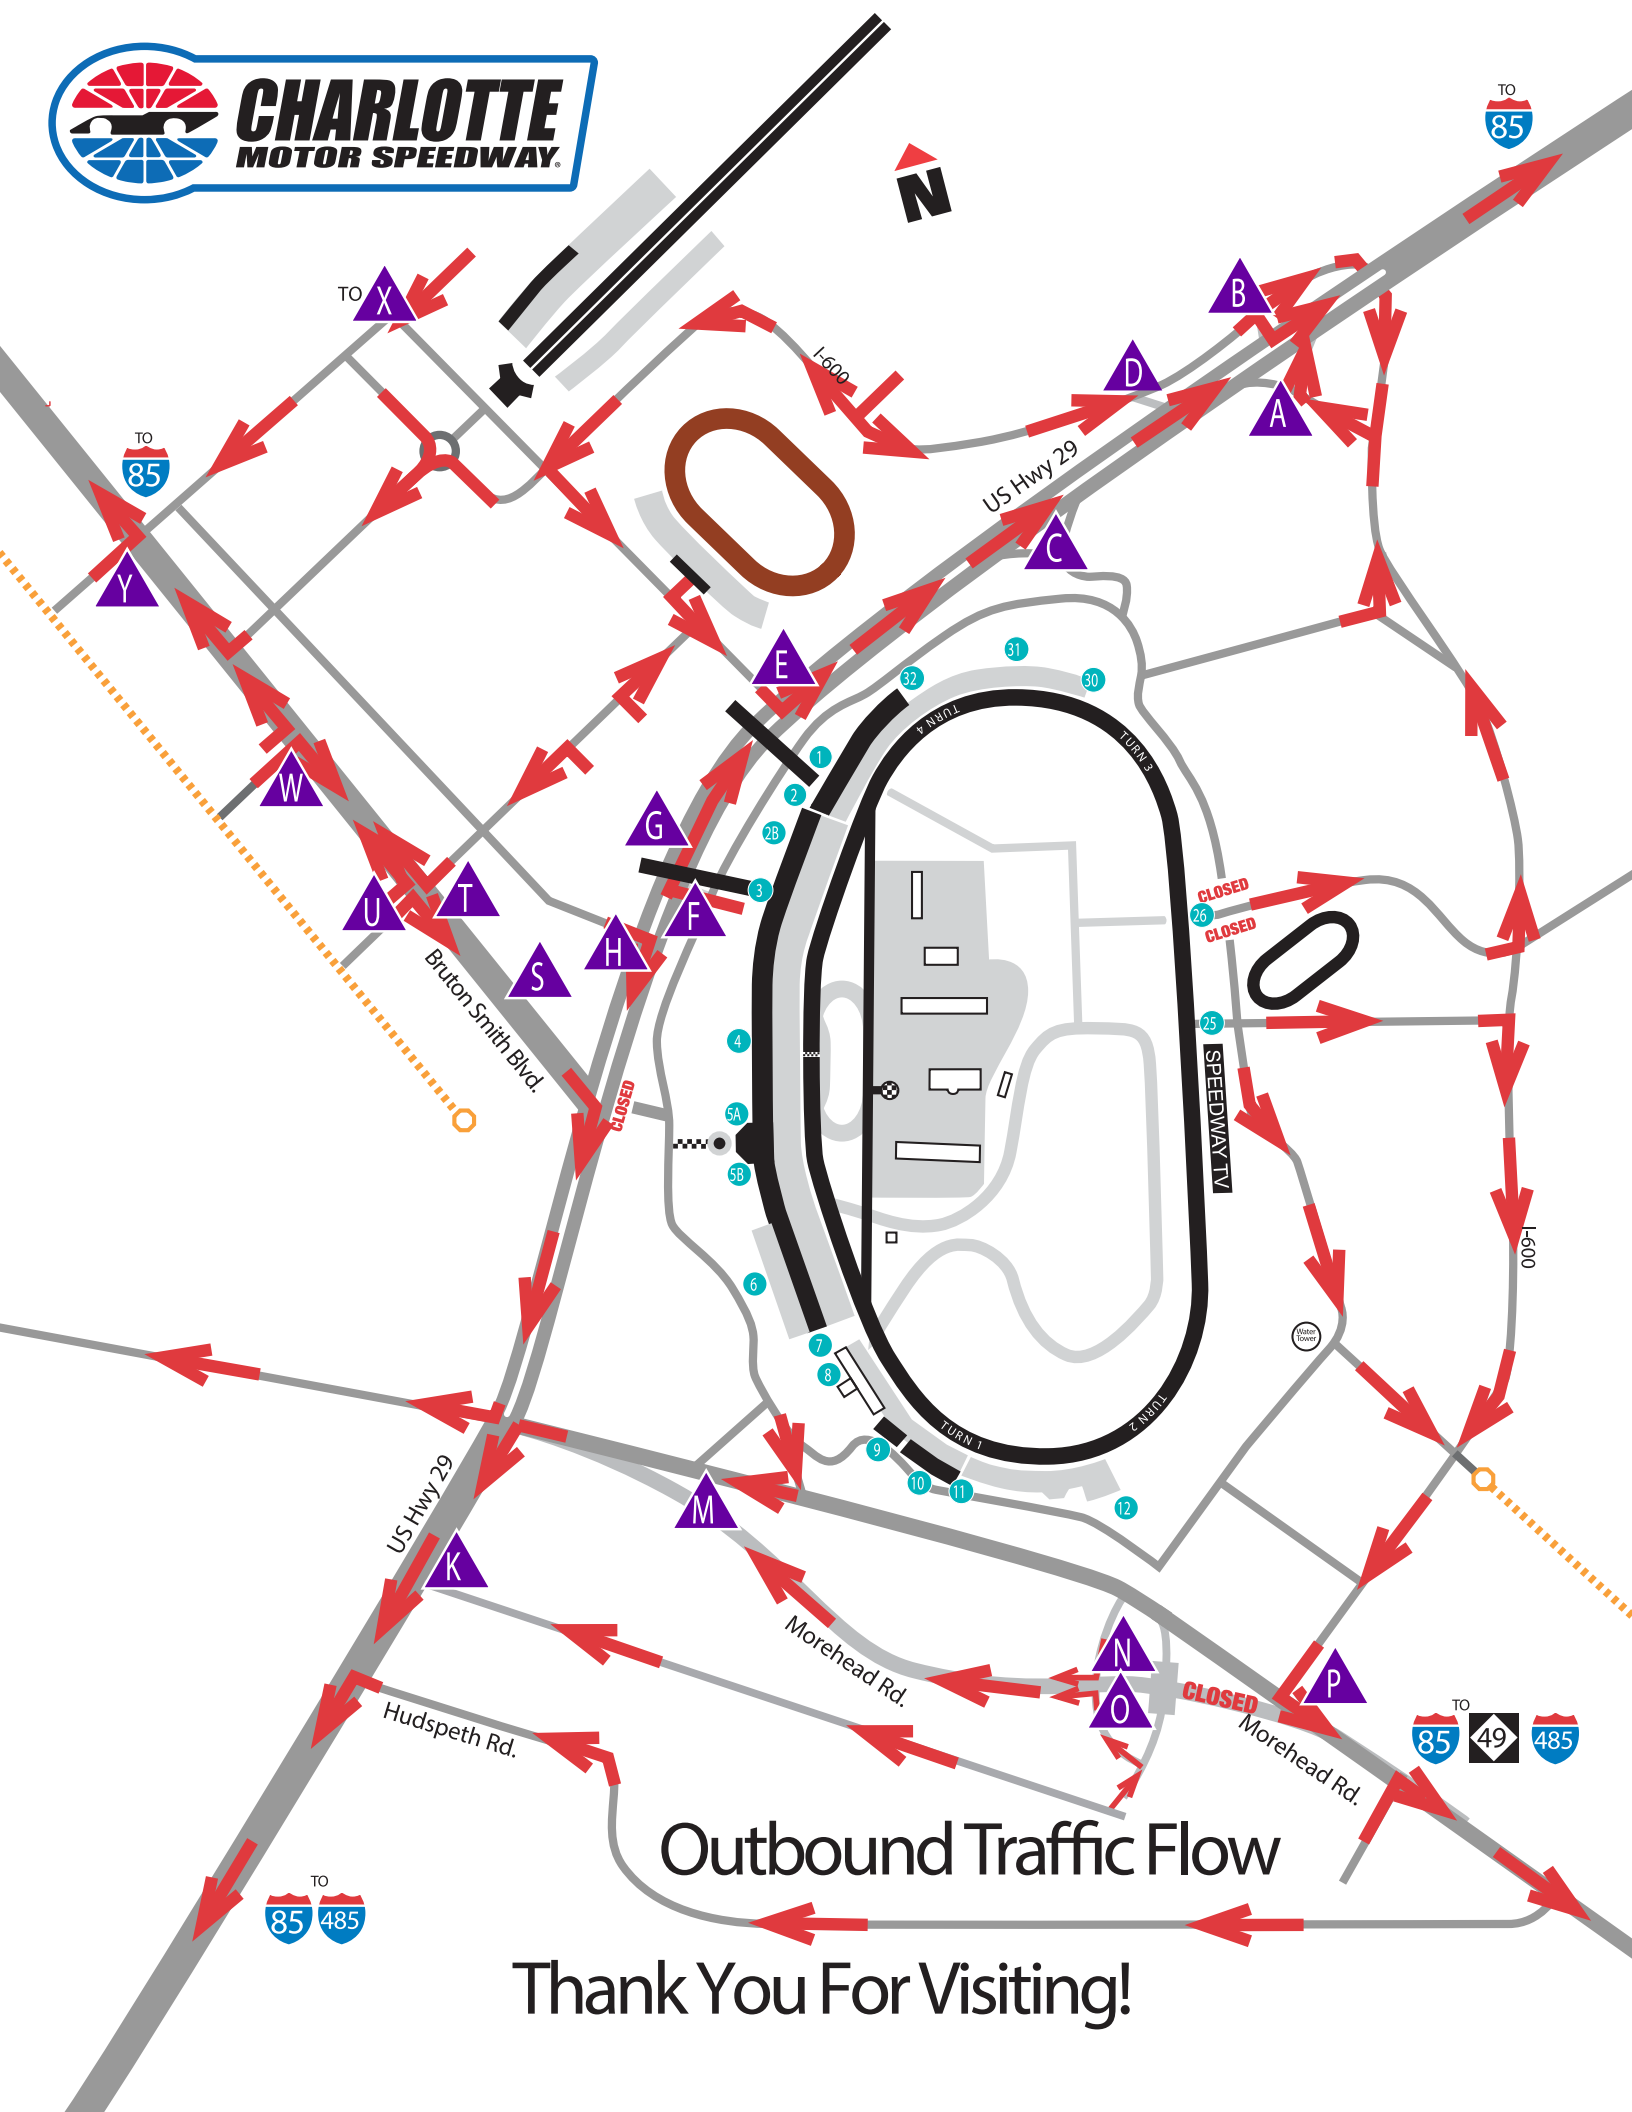 CHARLOTTE
MOTOR SPEEDWAY®
TO
85
N
TO
X
B
I-600
D
A
TO
85
US Hwy 29
C
Y
E
31
32
30
TURN 4
TURN 3
1
W
2
G
2B
3
CLOSED
T
U
F
26
CLOSED
H
S
Bruton Smith Blvd.
25
4
SPEEDWAY TV
CLOSED
5A
5B
I-600
6
Water
Tower
7
8
TURN 2
TURN 1
9
10
11
12
M
US Hwy 29
K
Morehead Rd.
N
O
P
CLOSED
Morehead Rd.
TO
85
49
485
Hudspeth Rd.
Outbound Traffic Flow
TO
85
485
Thank You For Visiting!